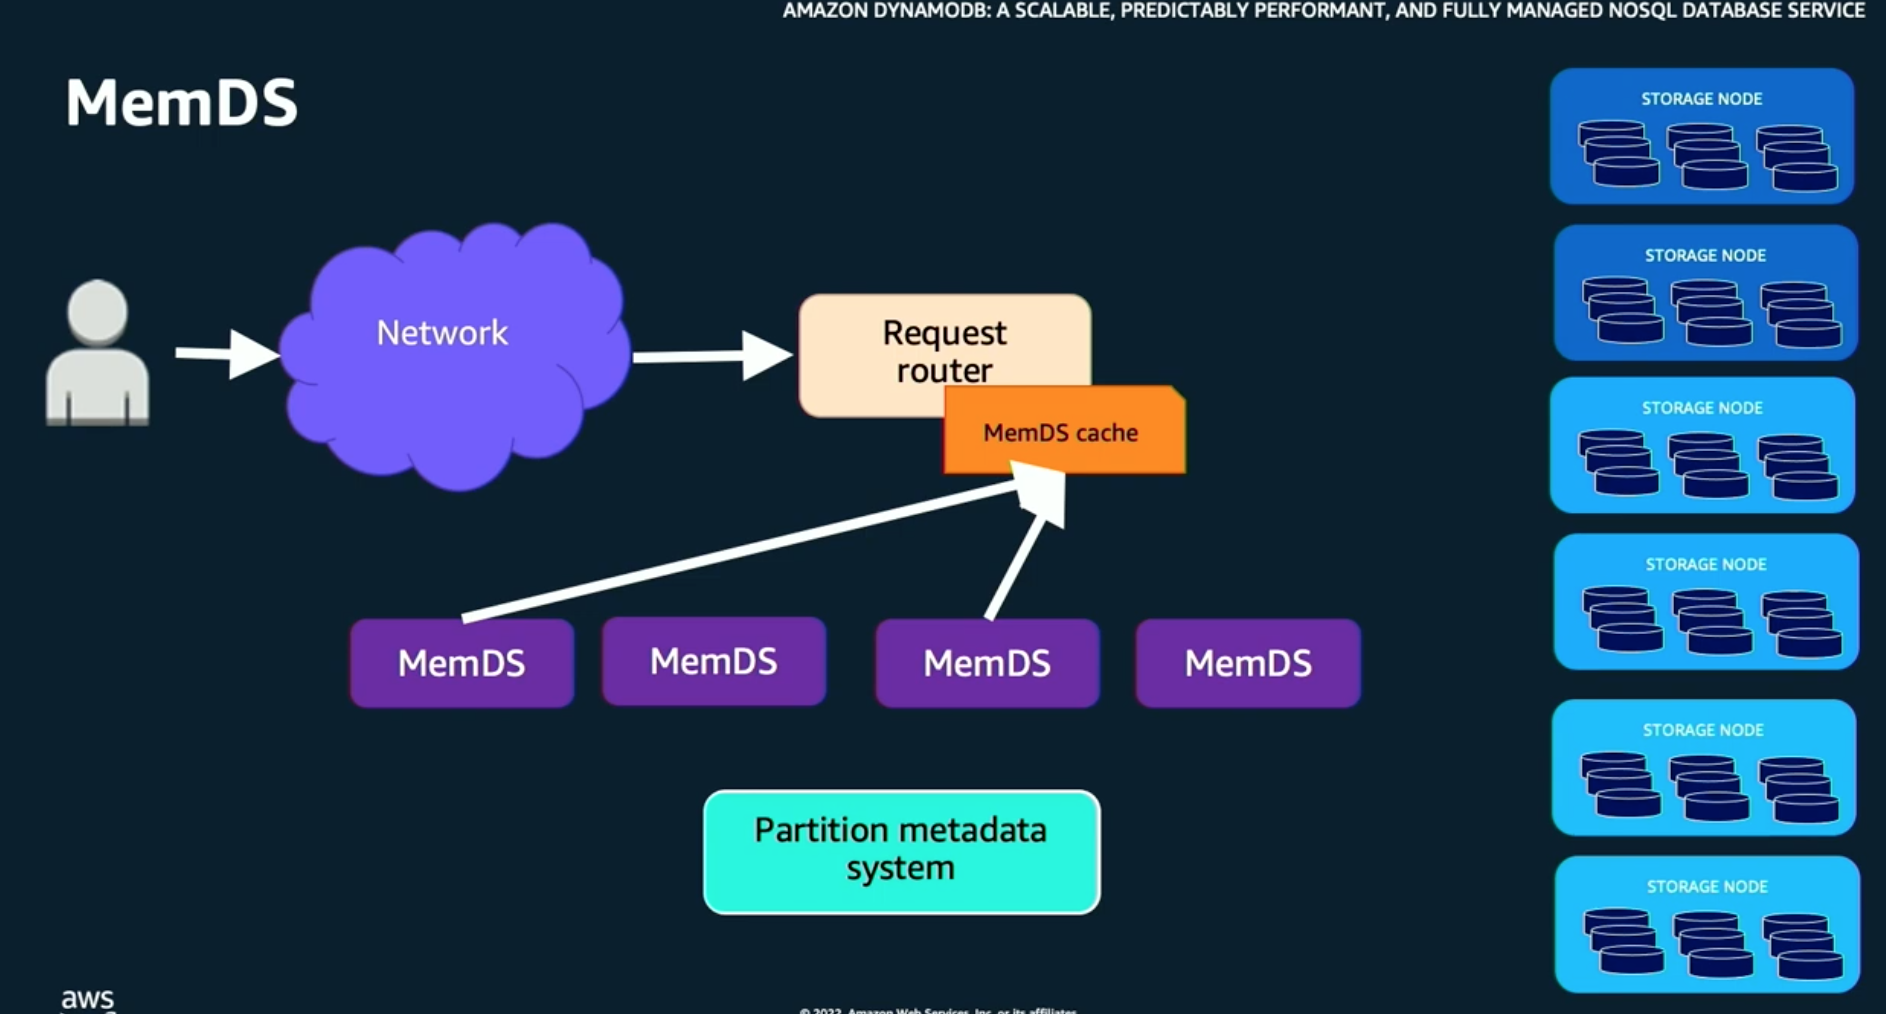 AMAZON DYNAMODB: A SCALABLE, PREDICTABLY PERFORMANT, AND FULLY MANAGED NOSQL DATABASE SERVICE
MemDS
STORAGE NODE
STORAGE NODE
Network
Request
router
MemDS cache
STORAGE NODE
STORAGE NODE
MemDS
MemDS
MemDS
MemDS
STORAGE NODE
Partition metadata
system
STORAGE NODE
aws
© 2022, Amazon Web Services, Inc. or its affiliates